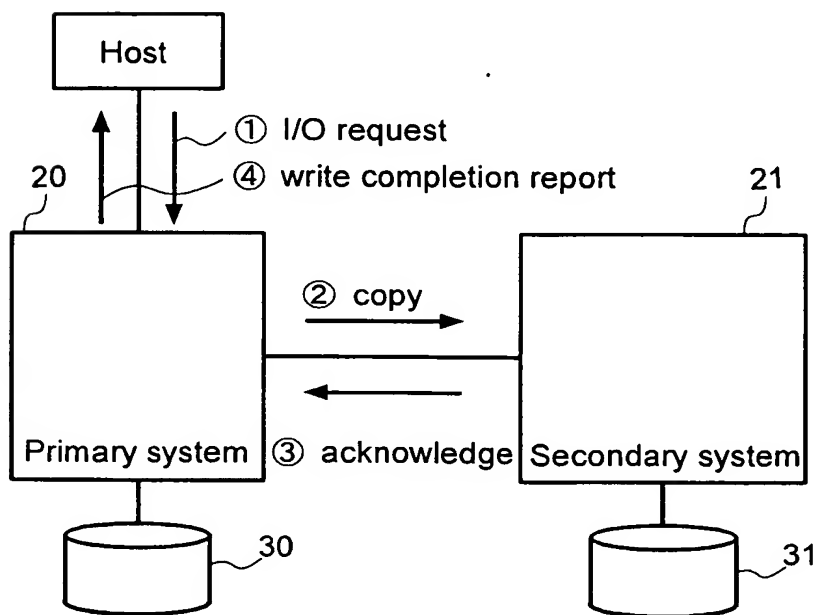 Host
① I/O request
④ write completion report
20
21
② copy
Primary system
③ acknowledge
Secondary system
30
31